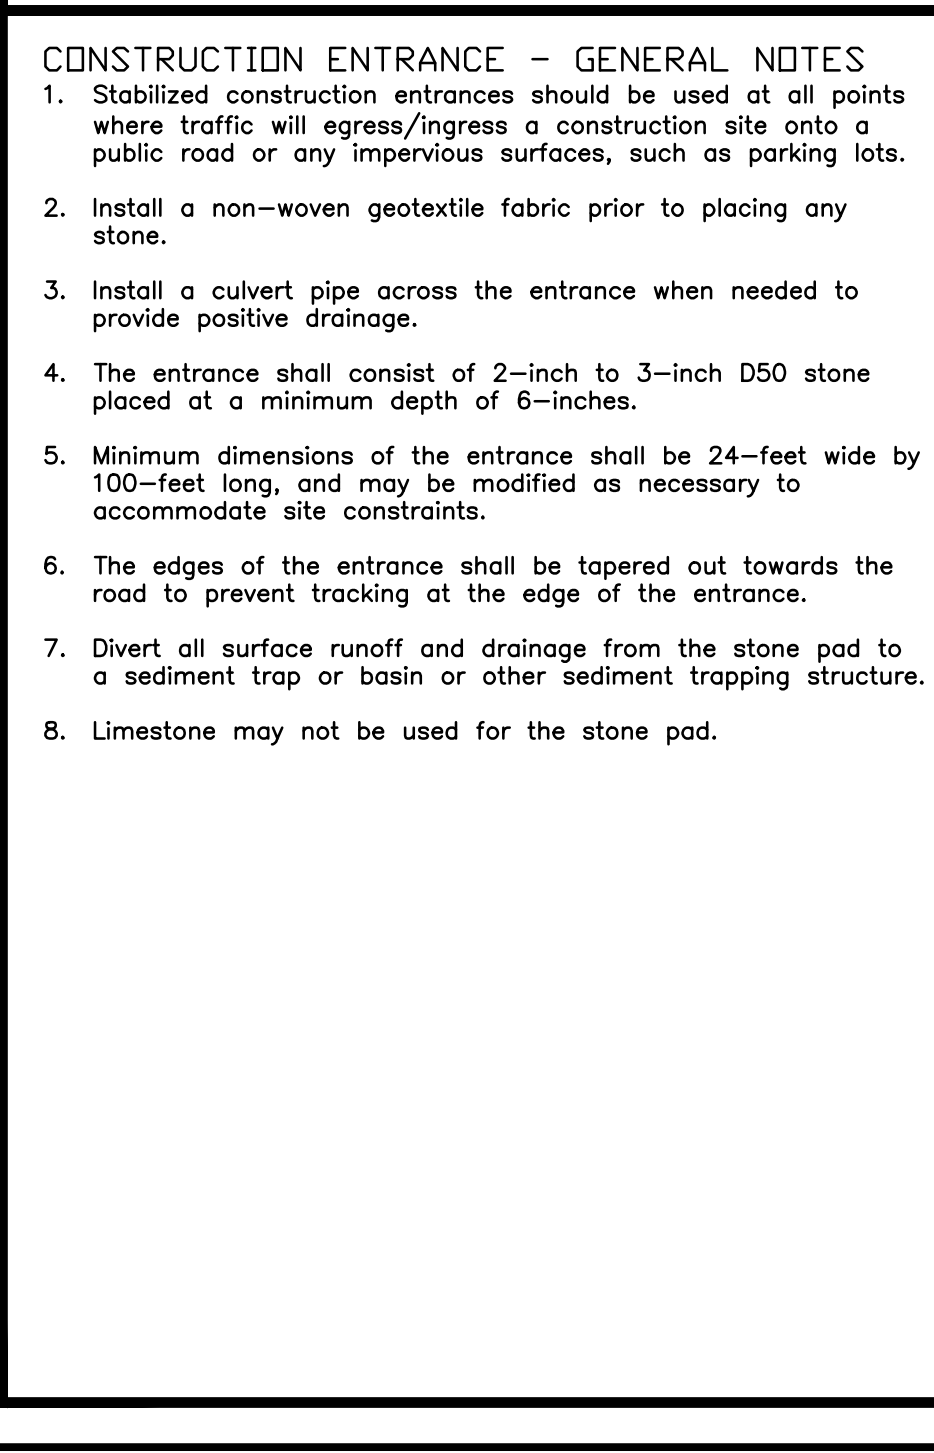 CONSTRUCTION ENTRANCE - GENERAL NOTES
1. Stabilized construction entrances should be used at all points
where traffic will egress/ingress a construction site onto a
public road or any impervious surfaces, such as parking lots.
2. Install a non-woven geotextile fabric prior to placing any
stone.
3. Install a culvert pipe across the entrance when needed to
provide positive drainage.
4. The entrance shall consist of 2-inch to 3-inch D50 stone
placed at a minimum depth of 6-inches.
5. Minimum dimensions of the entrance shall be 24-feet wide by
100-feet long, and may be modified as necessary to
accommodate site constraints.
6. The edges of the entrance shall be tapered out towards the
road to prevent tracking at the edge of the entrance.
7. Divert all surface runoff and drainage from the stone pad to
a sediment trap or basin or other sediment trapping structure.
8. Limestone may not be used for the stone pad.